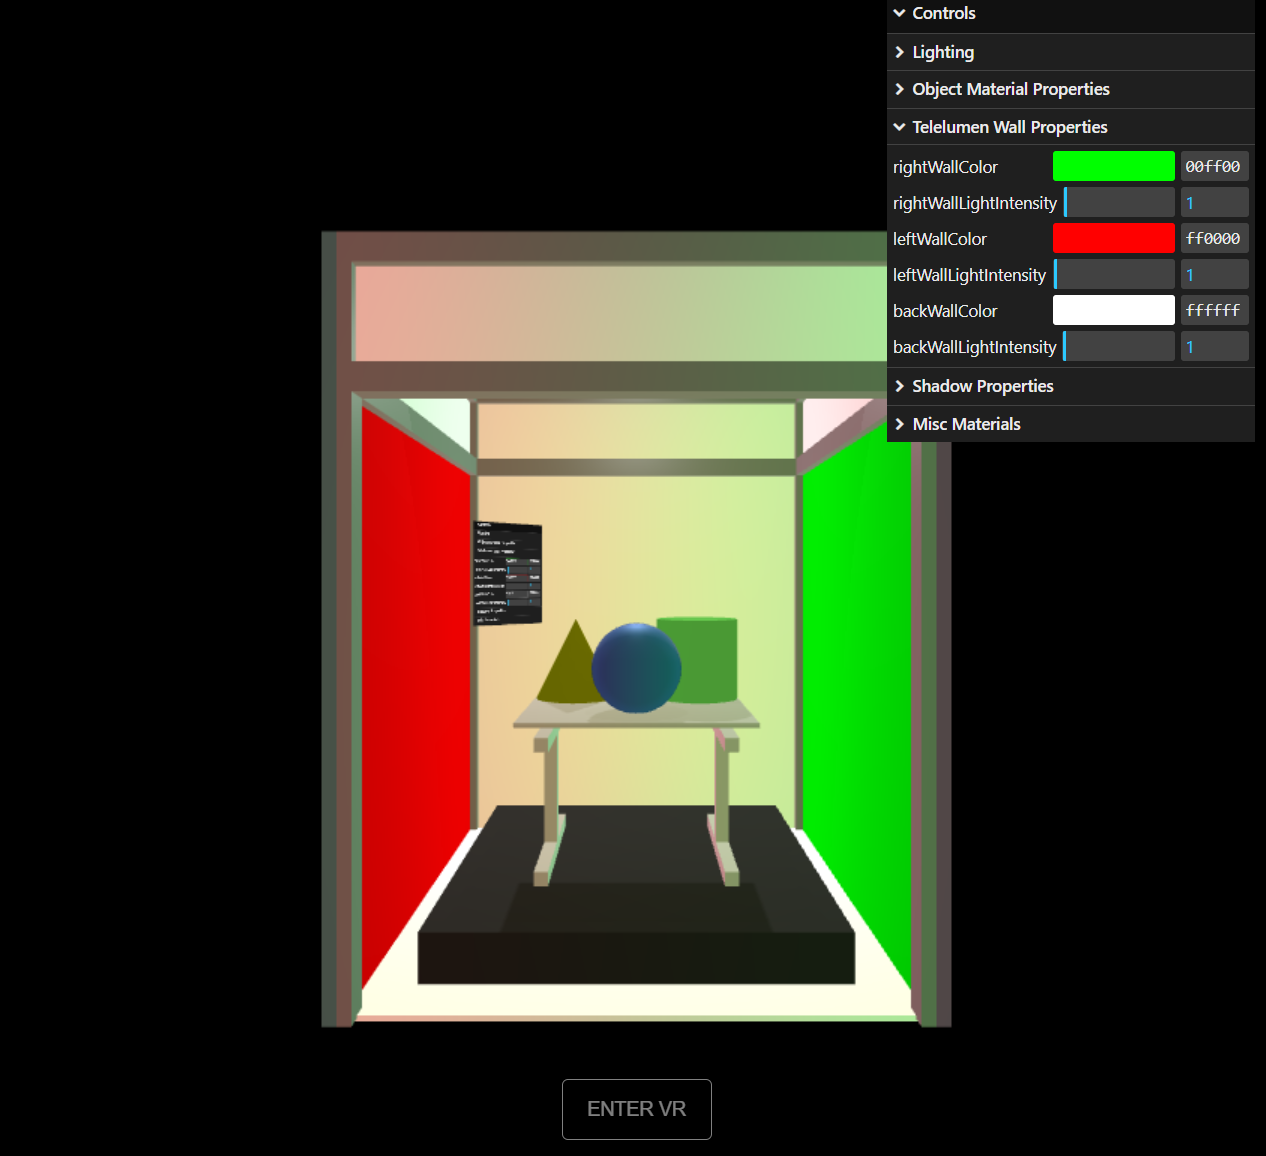 Controls
Lighting
Object Material Properties
Telelumen Wall Properties
rightWallColor 00ff00
rightWallLightIntensity 1
leftWallColor ff0000
leftWallLightIntensity 1
backWallColor ffffff
backWallLightIntensity 1
Shadow Properties
Misc Materials
ENTER VR